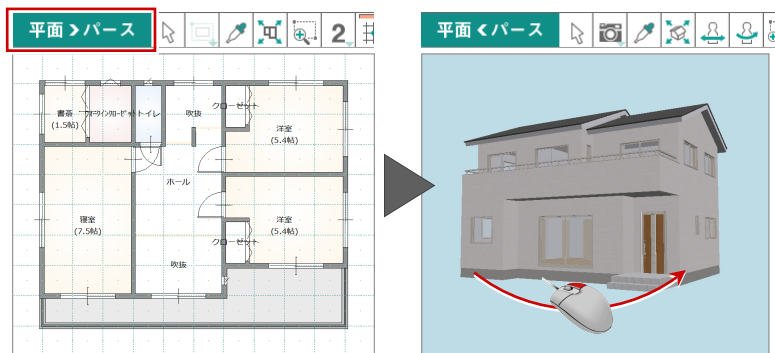 平面 > パース
2
平面 < パース
書斎
(1.5帖)
ウォークインクローゼット
トイレ
吹抜
クローゼット
洋室
(5.4帖)
ホール
寝室
(7.5帖)
洋室
(5.4帖)
クローゼット
吹抜